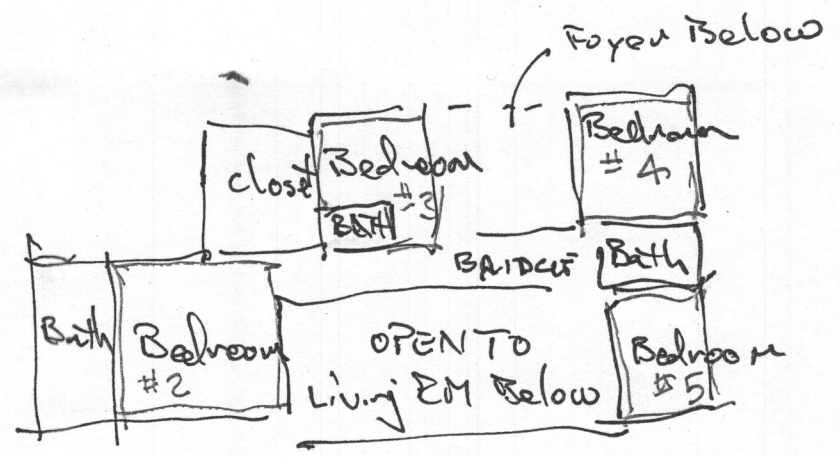 Foyer Below
Bedroom
#4
closet
Bedroom
#3
BATH
BRIDGE
Bath
Bath
Bedroom
#2
OPEN TO
Living RM Below
Bedroom
#5